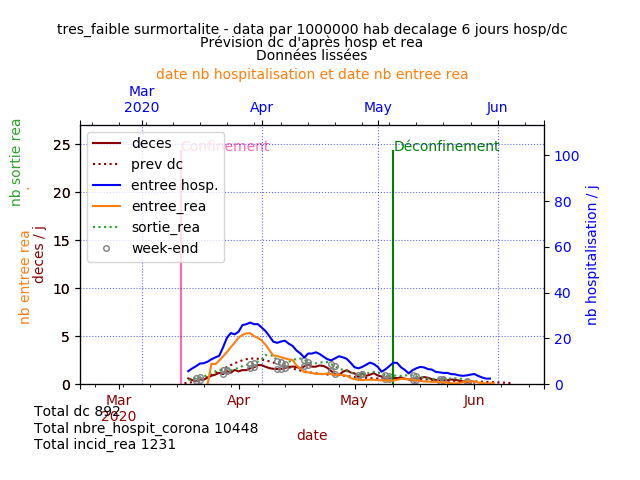 tres_faible surmortalite - data par 1000000 hab decalage 6 jours hosp/dc
Prévision dc d'après hosp et rea
Données lissées
date nb hospitalisation et date nb entree rea
Mar
2020
Apr
May
Jun
Confinement
Déconfinement
deces
prev dc
entree hosp.
entree_rea
sortie_rea
week-end
nb sortie rea
nb entree rea
deces / j
nb hospitalisation / j
25
20
15
10
5
0
100
80
60
40
20
0
Mar
2020
Apr
May
Jun
date
Total dc 892
Total nbre_hospit_corona 10448
Total incid_rea 1231